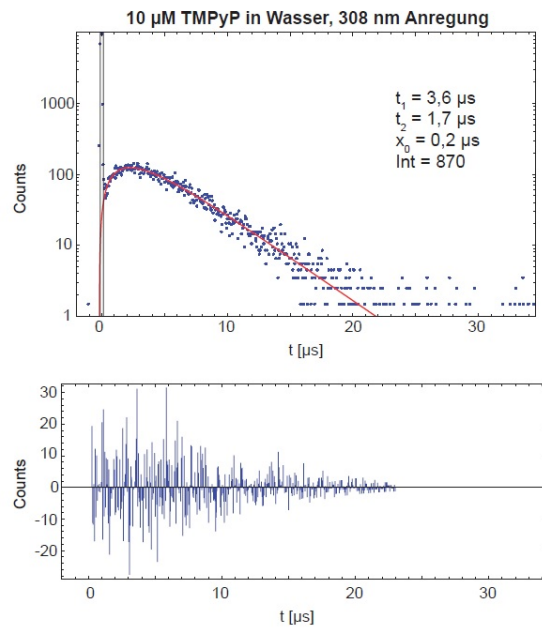 10 µM TMPyP in Wasser, 308 nm Anregung
t₁ = 3,6 µs
t₂ = 1,7 µs
x₀ = 0,2 µs
Int = 870
Counts
1000
100
10
1
0
10
20
30
t [µs]
Counts
30
20
10
0
-10
-20
0
10
20
30
t [µs]